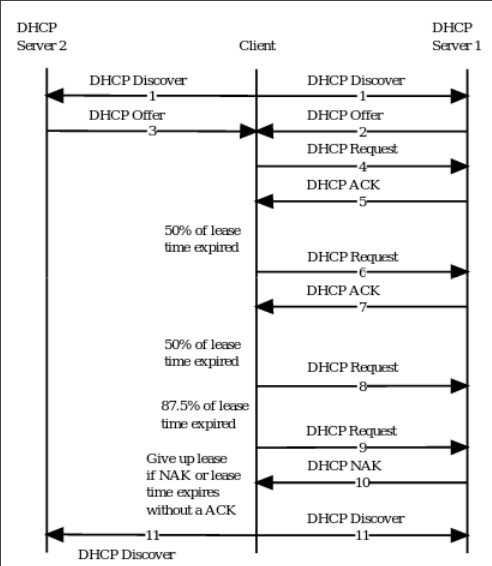 DHCP
Server 2
Client
DHCP
Server 1
DHCP Discover
1
DHCP Discover
1
DHCP Offer
3
DHCP Offer
2
DHCP Request
4
DHCP ACK
5
50% of lease
time expired
DHCP Request
6
DHCP ACK
7
50% of lease
time expired
DHCP Request
8
87.5% of lease
time expired
DHCP Request
9
Give up lease
if NAK or lease
time expires
without a ACK
DHCP NAK
10
DHCP Discover
11
11
DHCP Discover